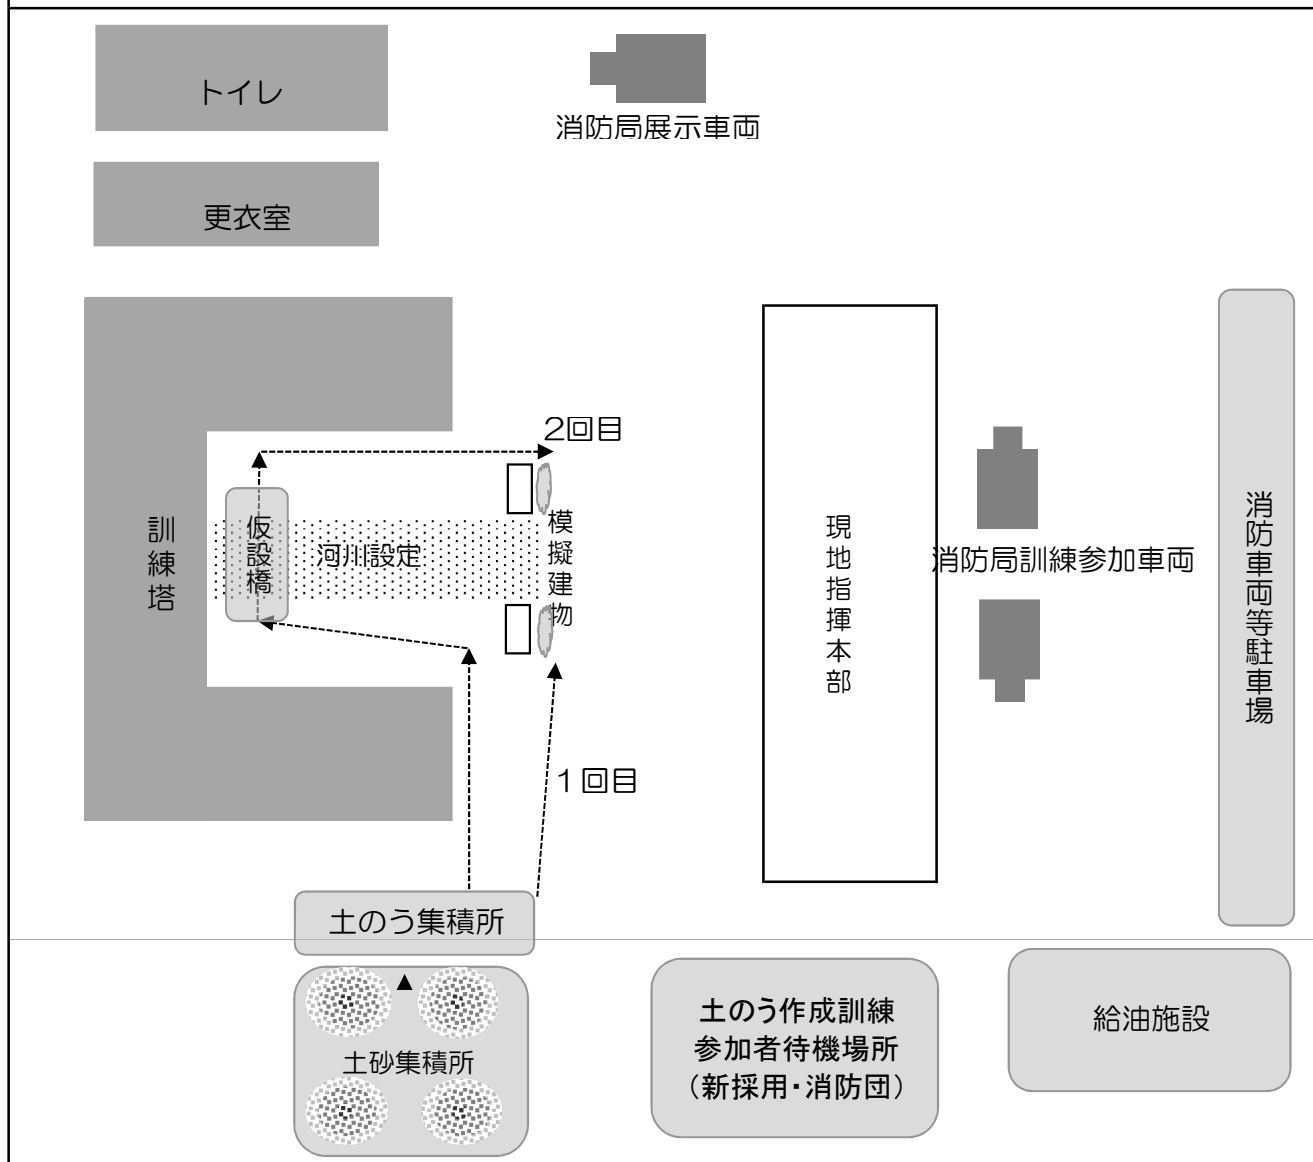 トイレ
消防局展示車両
更衣室
2回目
訓練塔
仮設橋
河川設定
模擬建物
現地指揮本部
消防局訓練参加車両
消防車両等駐車場
1回目
土のう集積所
土砂集積所
土のう作成訓練
参加者待機場所
(新採用・消防団)
給油施設